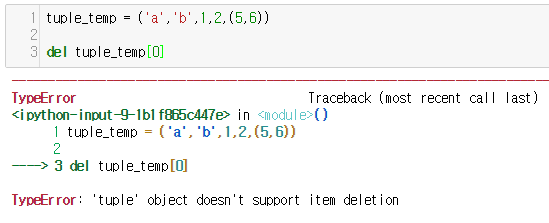 1 tuple_temp = ('a','b',1,2,(5,6))
2
3 del tuple_temp[0]
---------------------------------------------------------------------------
TypeError Traceback (most recent call last)
<ipython-input-9-1b1f865c447e> in <module>()
1 tuple_temp = ('a','b',1,2,(5,6))
2
----> 3 del tuple_temp[0]
TypeError: 'tuple' object doesn't support item deletion